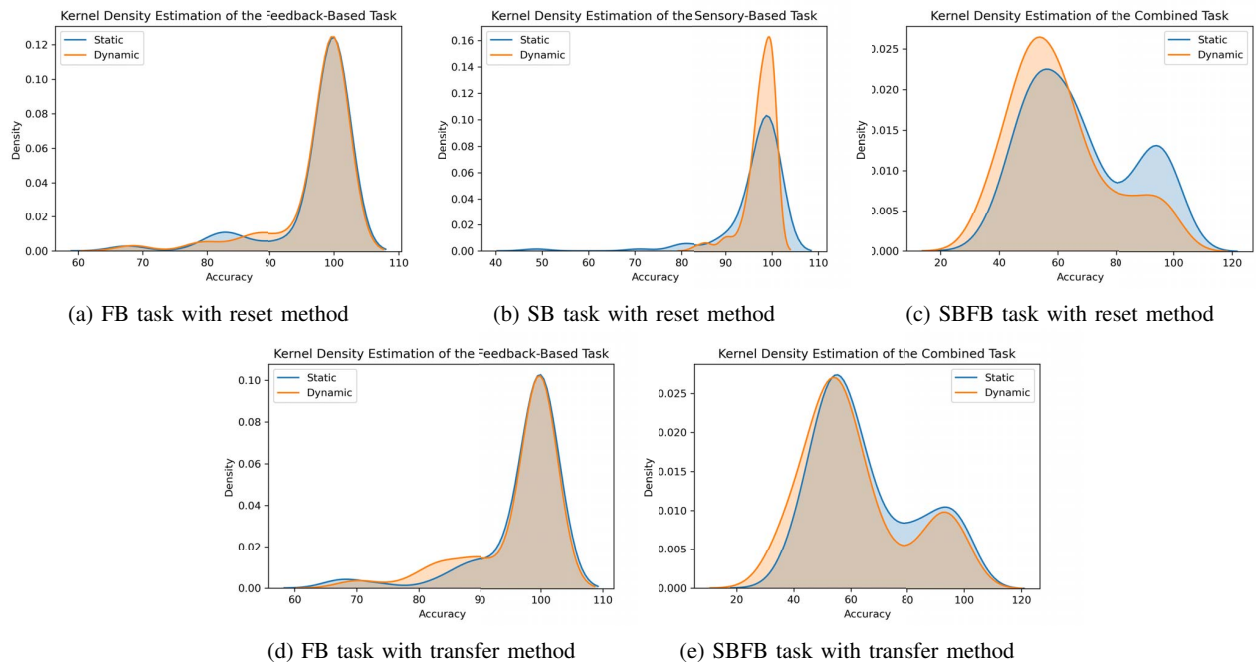 Kernel Density Estimation of the Feedback-Based Task
Static
Dynamic
Density
0.12
0.10
0.08
0.06
0.04
0.02
0.00
60 70 80 90 100 110
Accuracy
(a) FB task with reset method
Kernel Density Estimation of the Sensory-Based Task
Static
Dynamic
Density
0.16
0.14
0.12
0.10
0.08
0.06
0.04
0.02
0.00
40 50 60 70 80 90 100 110
Accuracy
(b) SB task with reset method
Kernel Density Estimation of the Combined Task
Static
Dynamic
0.025
0.020
0.015
0.010
0.005
0.000
20 40 60 80 100 120
Accuracy
(c) SBFB task with reset method
Kernel Density Estimation of the Feedback-Based Task
Static
Dynamic
Density
0.10
0.08
0.06
0.04
0.02
0.00
60 70 80 90 100 110
Accuracy
(d) FB task with transfer method
Kernel Density Estimation of the Combined Task
Static
Dynamic
Density
0.025
0.020
0.015
0.010
0.005
0.000
20 40 60 80 100 120
Accuracy
(e) SBFB task with transfer method